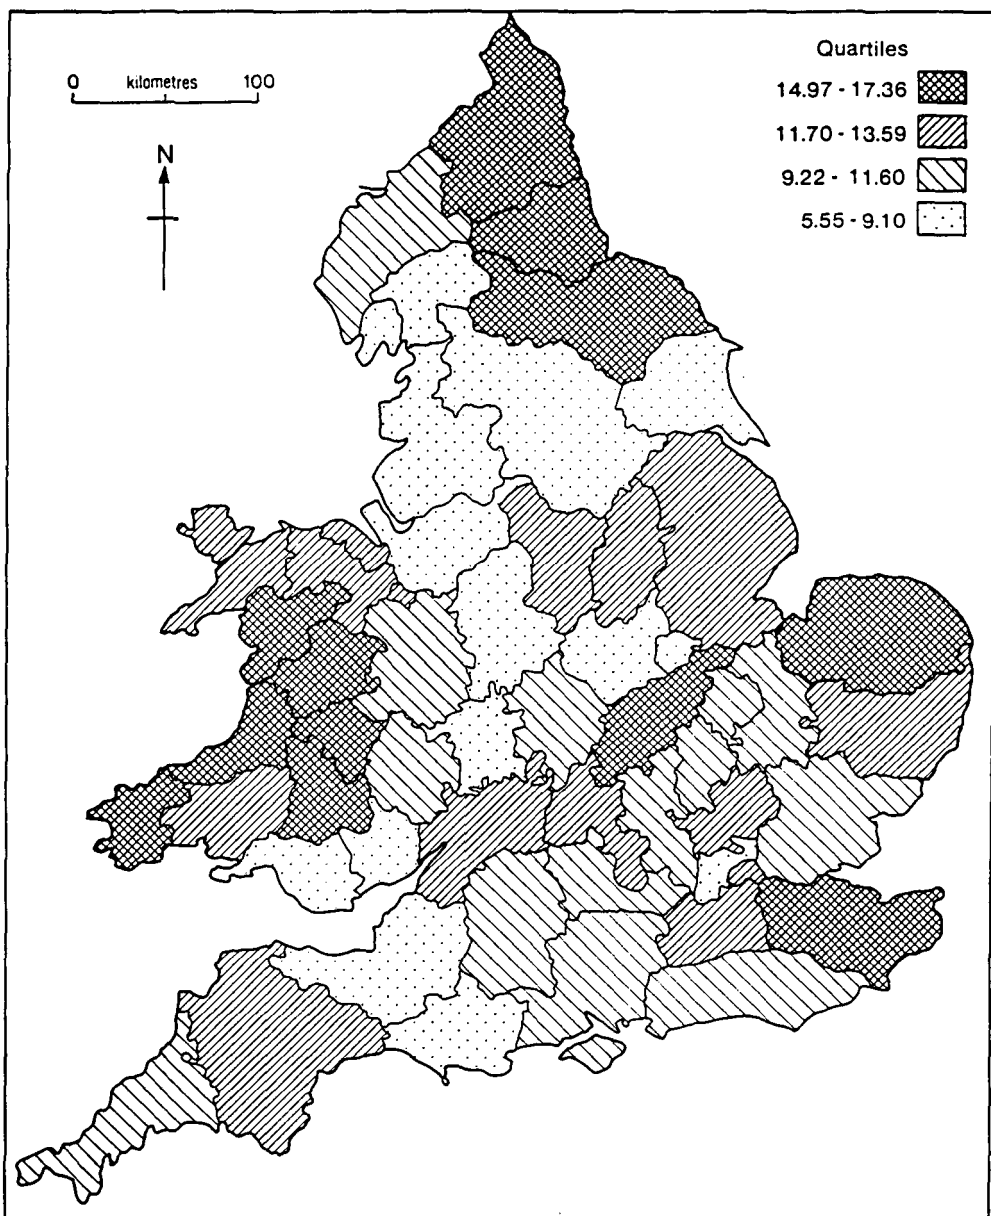 Quartiles
14.97 - 17.36
11.70 - 13.59
9.22 - 11.60
5.55 - 9.10
0 kilometres 100
N